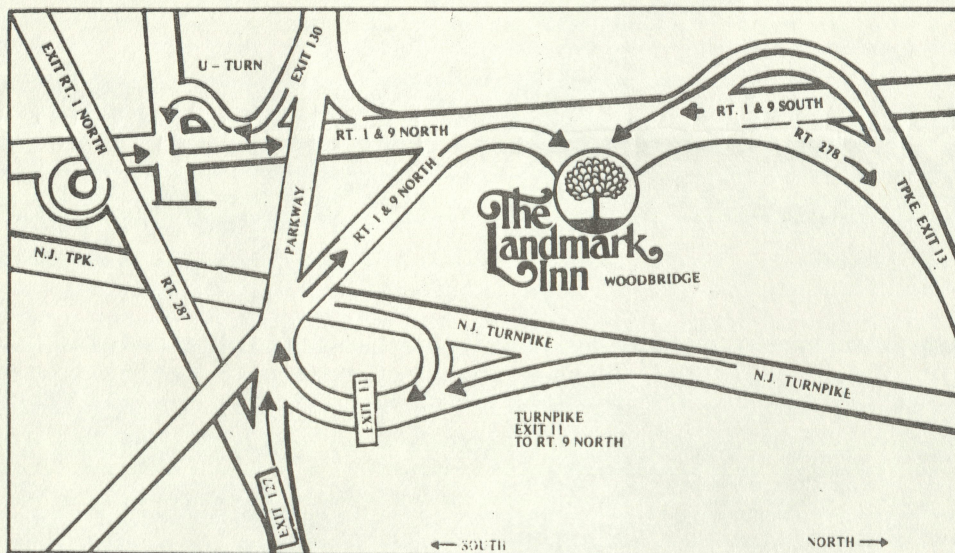 EXIT RT. 1 NORTH
U – TURN
EXIT 130
RT. 1 & 9 NORTH
RT. 1 & 9 SOUTH
RT. 278
TPKE. EXIT 13
PARKWAY
RT. 1 & 9 NORTH
The
Landmark
Inn WOODBRIDGE
N.J. TPK.
RT. 287
N.J. TURNPIKE
N.J. TURNPIKE
EXIT 11
TURNPIKE
EXIT 11
TO RT. 9 NORTH
EXIT 127
SOUTH
NORTH